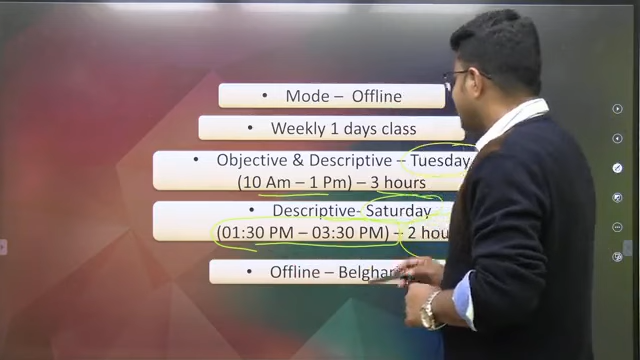 • Mode – Offline
• Weekly 1 days class
• Objective & Descriptive – Tuesday
(10 Am – 1 Pm) – 3 hours
• Descriptive- Saturday
(01:30 PM – 03:30 PM) – 2
• Offline –